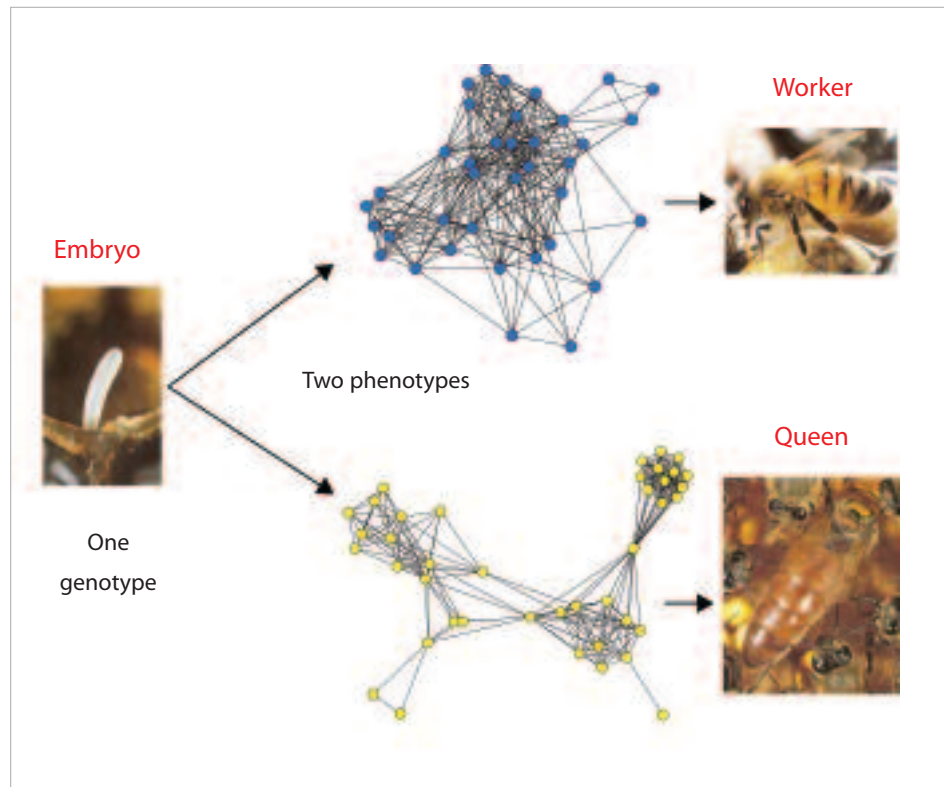 Worker
Embryo
Two phenotypes
Queen
One
genotype